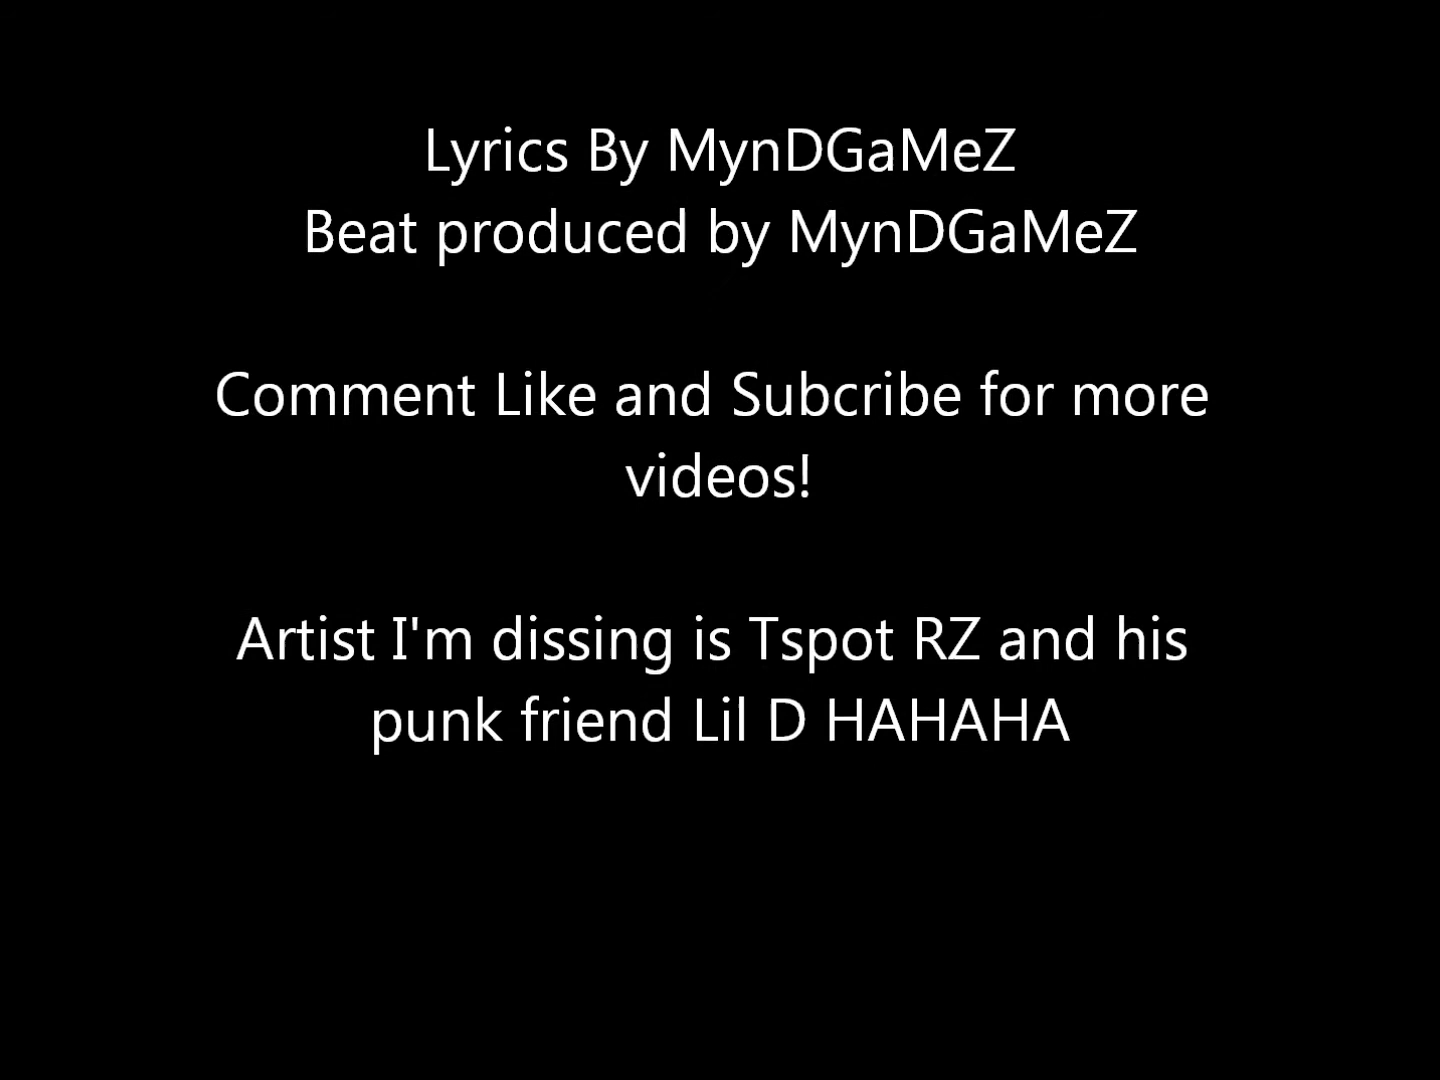 Lyrics By MynDGaMeZ
Beat produced by MynDGaMeZ
Comment Like and Subcribe for more
videos!
Artist I'm dissing is Tspot RZ and his
punk friend Lil D HAHAHA